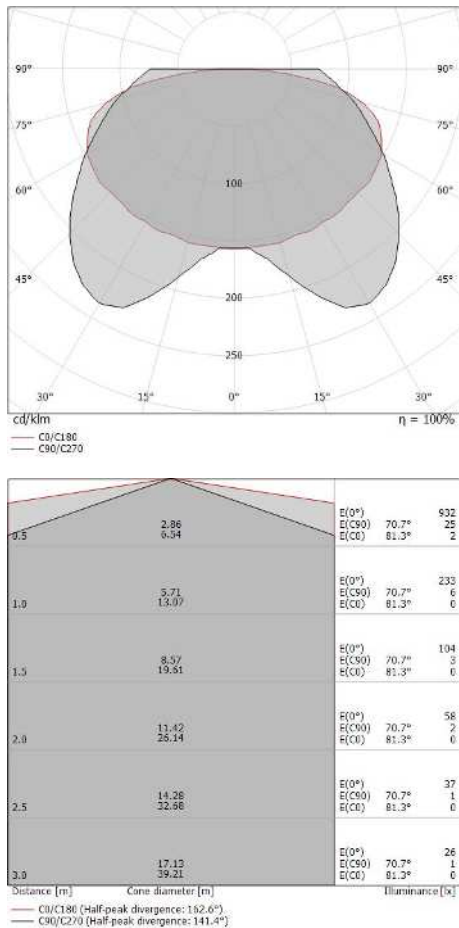 90° 90°
75° 75°
100
60° 60°
45° 200 45°
250
30° 15° 0° 15° 30°
cd/klm η = 100%
C0/C180
C90/C270
0.5 2.86 6.54 E(0°) 932
E(C90) 70.7° 25
E(C0) 81.3° 2
1.0 5.71 13.07 E(0°) 233
E(C90) 70.7° 6
E(C0) 81.3° 0
1.5 8.57 19.61 E(0°) 104
E(C90) 70.7° 3
E(C0) 81.3° 0
2.0 11.42 26.14 E(0°) 58
E(C90) 70.7° 2
E(C0) 81.3° 0
2.5 14.28 32.68 E(0°) 37
E(C90) 70.7° 1
E(C0) 81.3° 0
3.0 17.13 39.21 E(0°) 26
E(C90) 70.7° 1
E(C0) 81.3° 0
Distance [m] Cone diameter [m] Illuminance [lx]
C0/C180 (Half-peak divergence: 162.6°)
C90/C270 (Half-peak divergence: 141.4°)